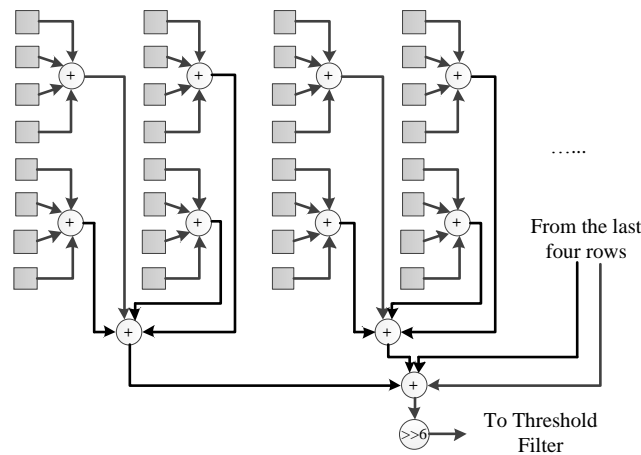 + + + +
…...
+ + + +
From the last
four rows
+ +
+
>>6
To Threshold
Filter